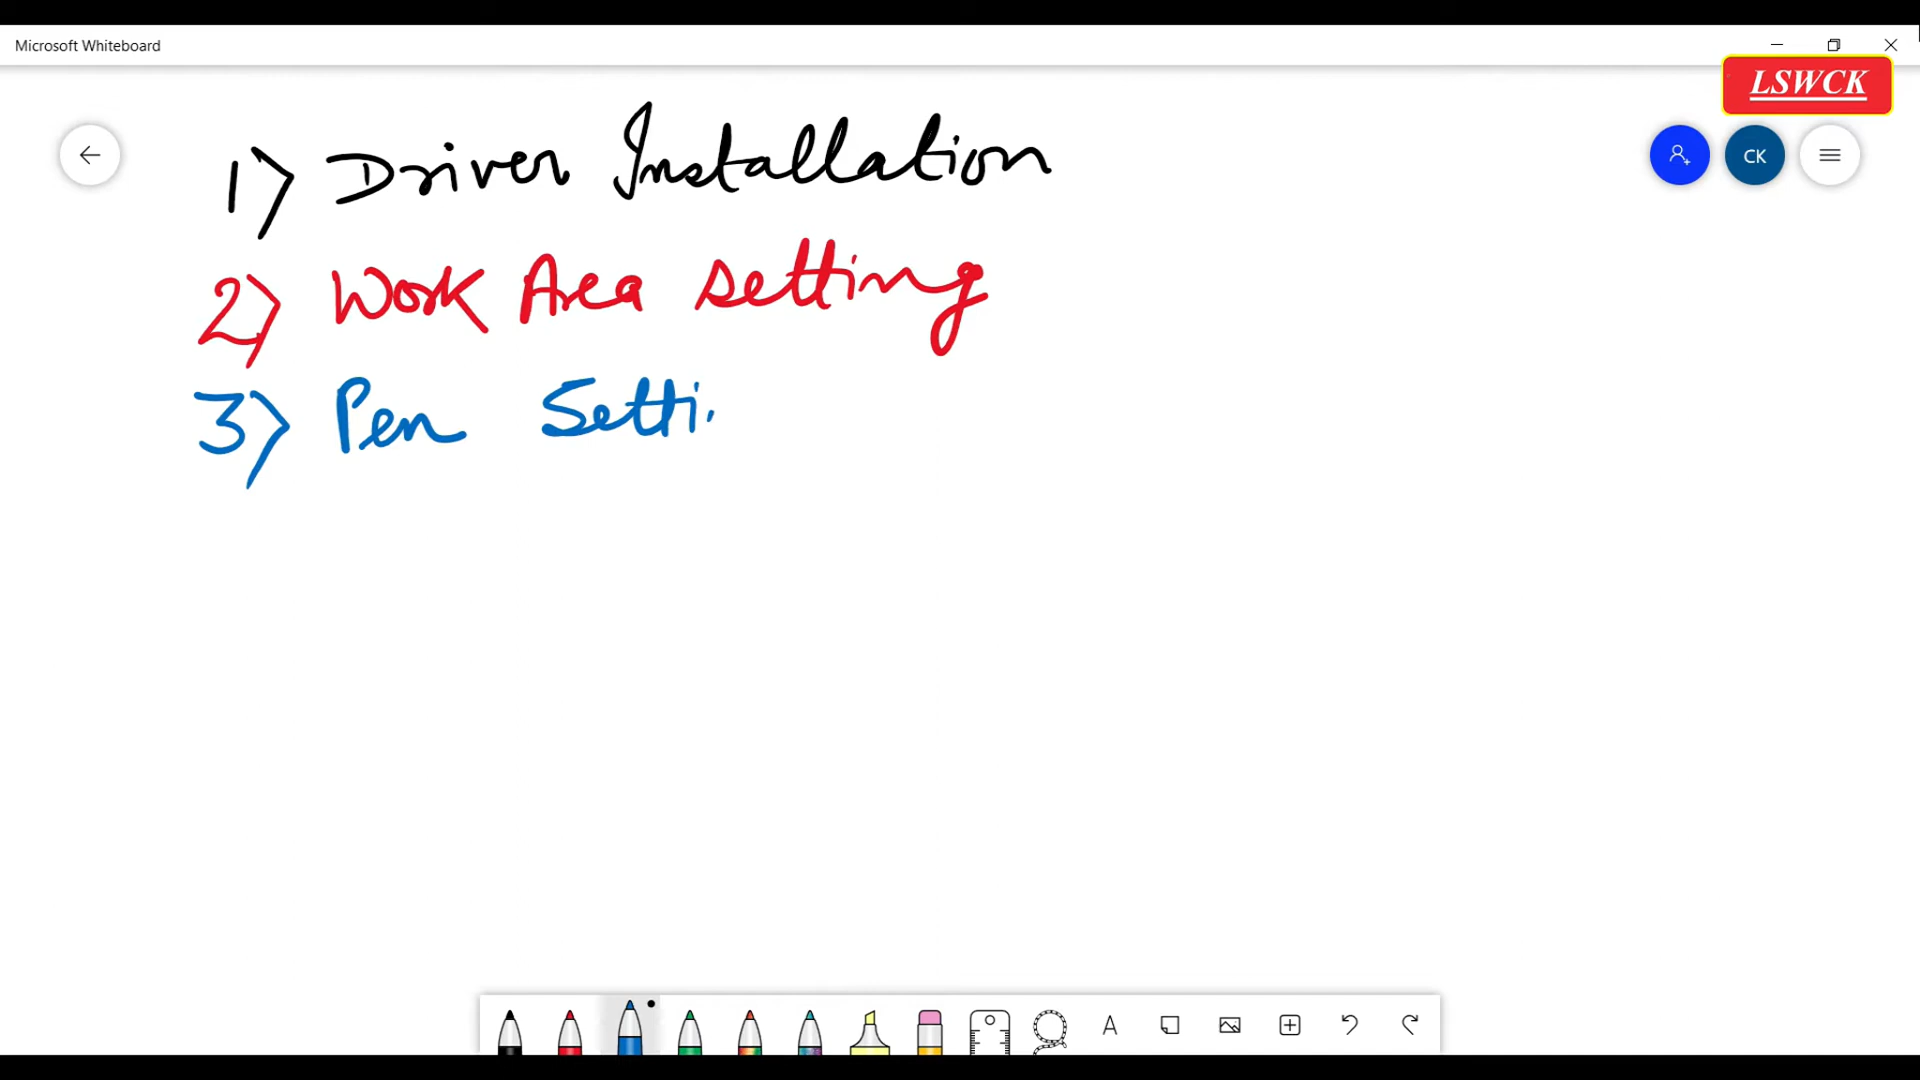 Microsoft Whiteboard
LSWCK
CK
1) Driver Installation
2) Work Area setting
3) Pen Setti
A